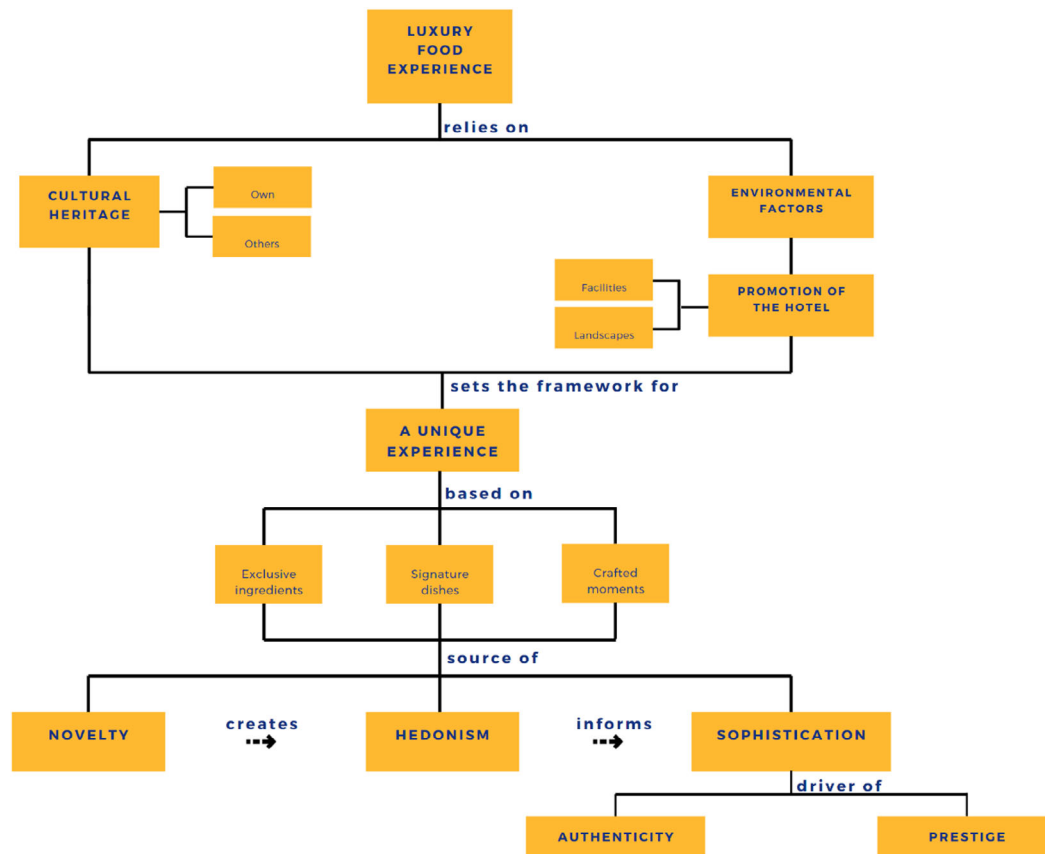 LUXURY
FOOD
EXPERIENCE
relies on
CULTURAL
HERITAGE
Own
Others
ENVIRONMENTAL
FACTORS
Facilities
Landscapes
PROMOTION OF
THE HOTEL
sets the framework for
A UNIQUE
EXPERIENCE
based on
Exclusive
ingredients
Signature
dishes
Crafted
moments
source of
NOVELTY
creates
HEDONISM
informs
SOPHISTICATION
driver of
AUTHENTICITY
PRESTIGE